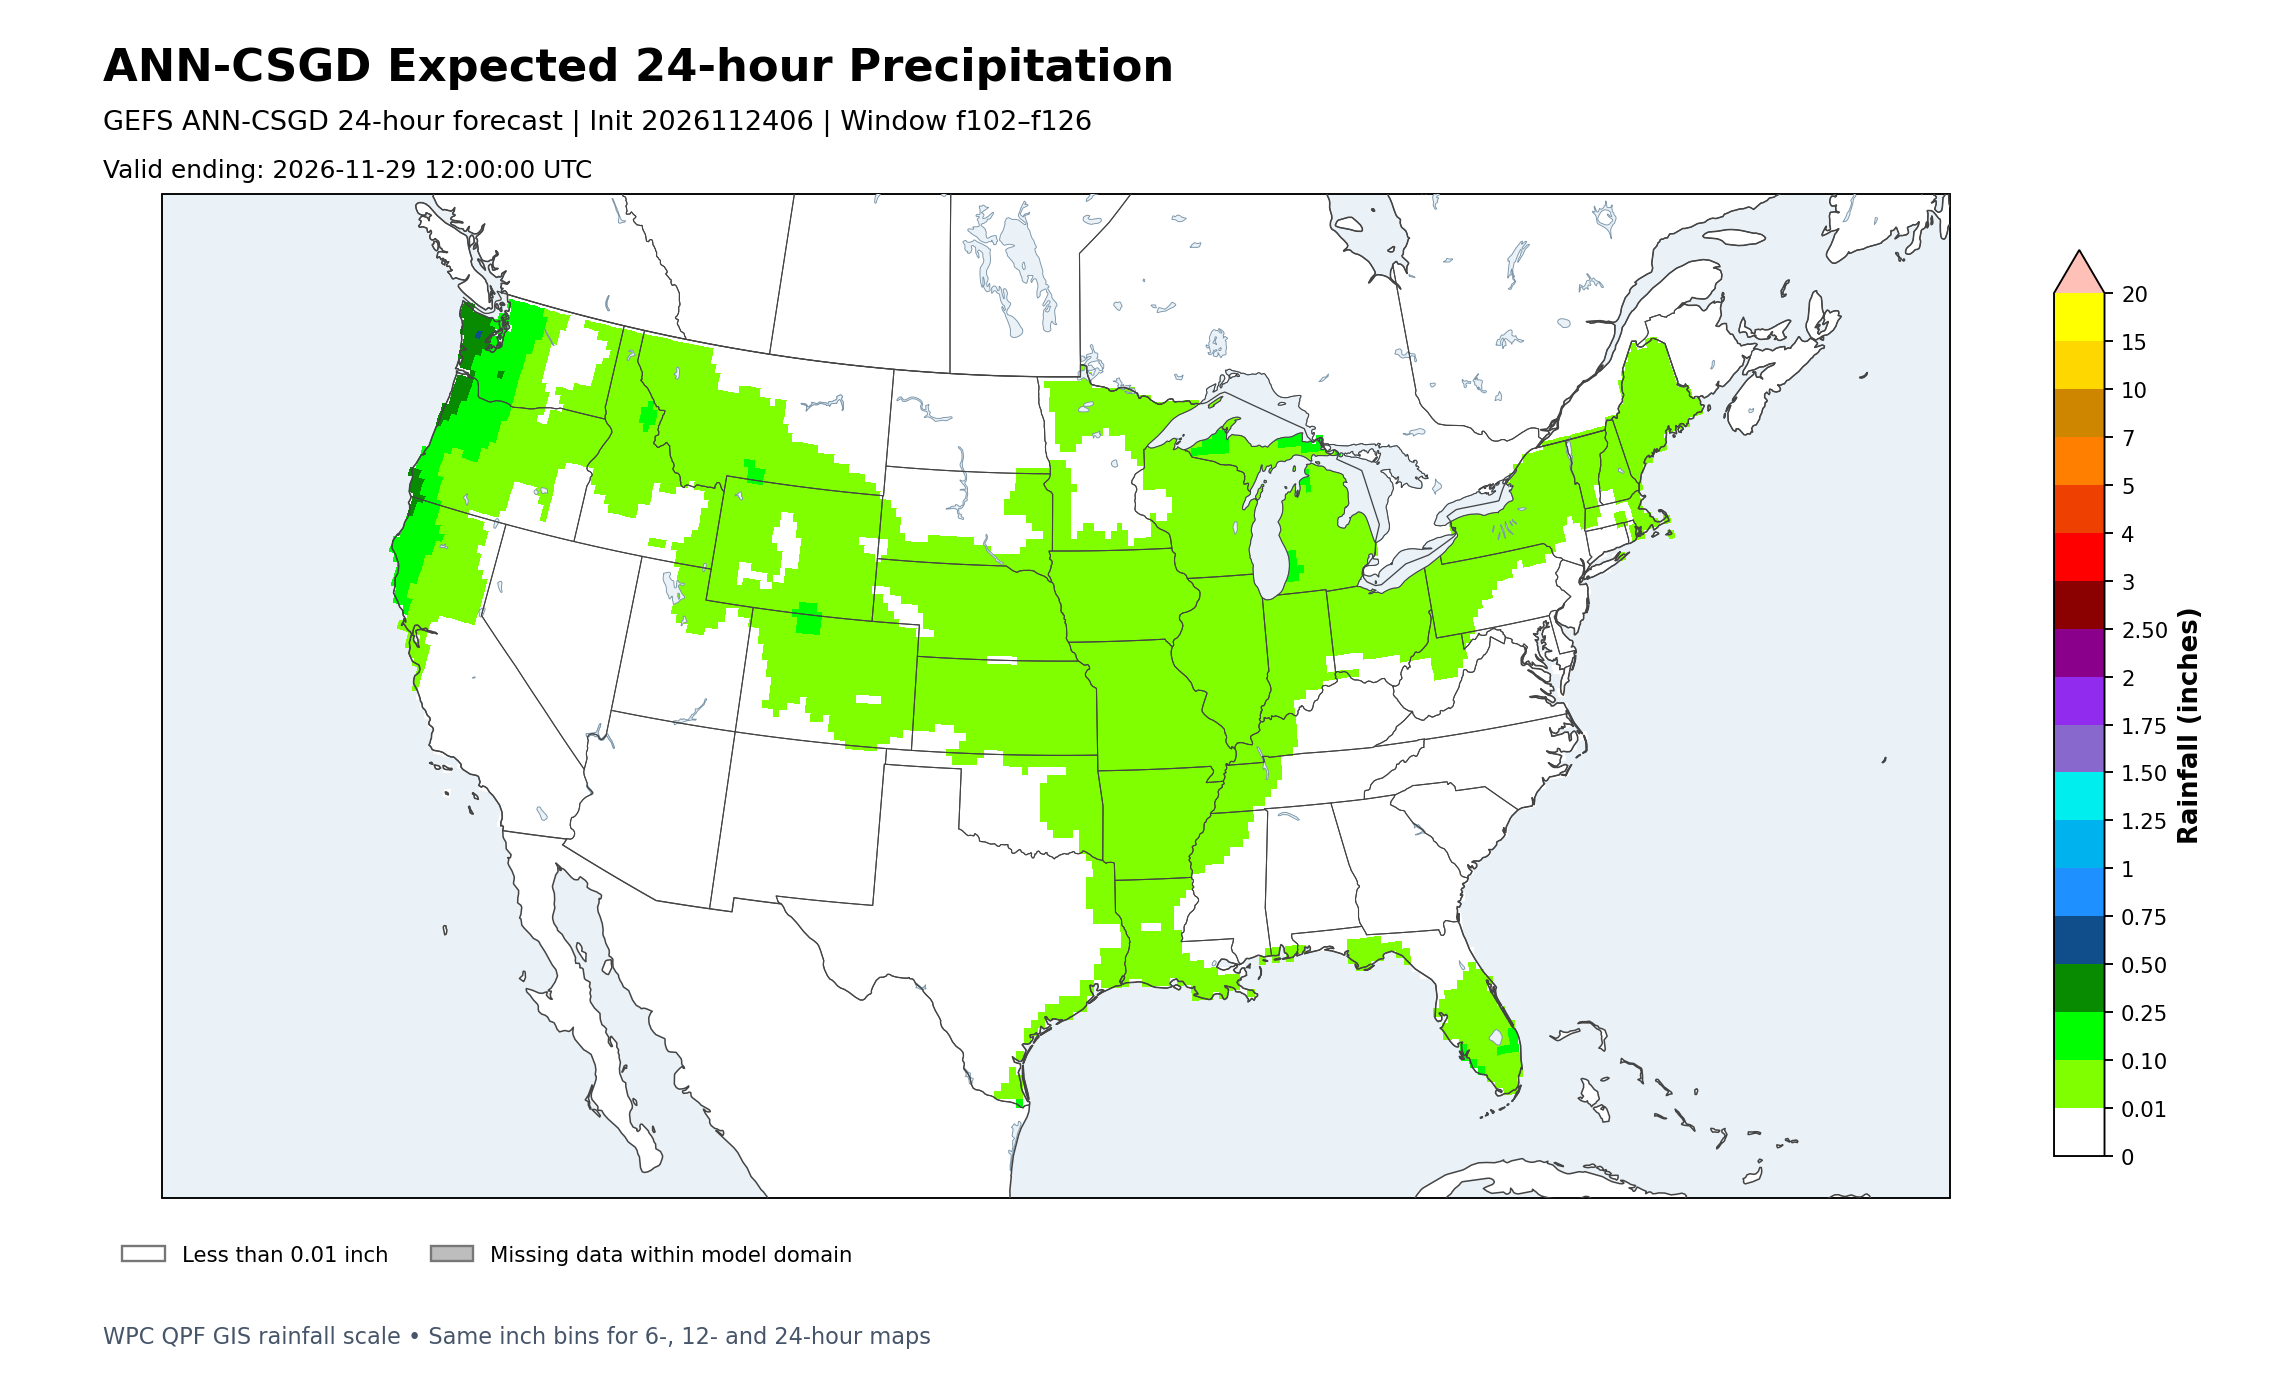 ANN-CSGD Expected 24-hour Precipitation
GEFS ANN-CSGD 24-hour forecast | Init 2026112406 | Window f102–f126
Valid ending: 2026-11-29 12:00:00 UTC
20
15
10
7
5
4
3
2.50
2
1.75
1.50
1.25
1
0.75
0.50
0.25
0.10
0.01
0
Rainfall (inches)
Less than 0.01 inch
Missing data within model domain
WPC QPF GIS rainfall scale • Same inch bins for 6-, 12- and 24-hour maps